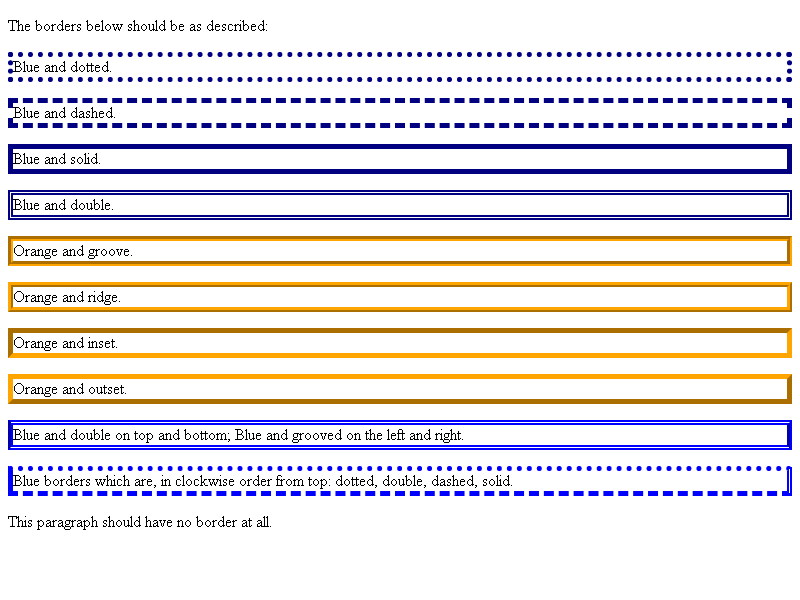 The borders below should be as described:
Blue and dotted.
Blue and dashed.
Blue and solid.
Blue and double.
Orange and groove.
Orange and ridge.
Orange and inset.
Orange and outset.
Blue and double on top and bottom; Blue and grooved on the left and right.
Blue borders which are, in clockwise order from top: dotted, double, dashed, solid.
This paragraph should have no border at all.